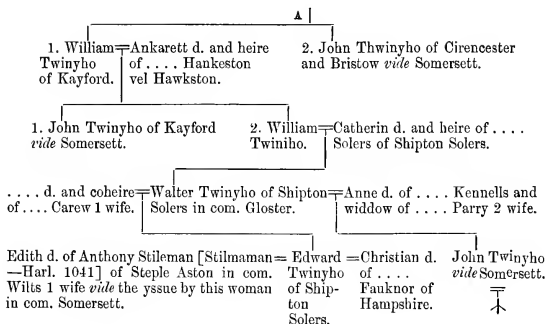 A
1. William Ankarett d. and heire 2. John Thwinyho of Cirencester
Twinyho of . . . . Hankeston and Bristow vide Somersett.
of Kayford. vel Hawkston.
1. John Twinyho of Kayford 2. William Catherin d. and heire of . . . .
vide Somersett. Twiniho. Solers of Shipton Solers.
. . . . d. and coheire Walter Twinyho of Shipton Anne d. of . . . . Kennells and
of . . . . Carew 1 wife. Solers in com. Gloster. widdow of . . . . Parry 2 wife.
Edith d. of Anthony Stileman [Stilmaman = Edward = Christian d. John Twinyho
—Harl. 1041] of Steple Aston in com. Twinyho of . . . . vide Somersett.
Wilts 1 wife vide the yssue by this woman of Ship- Fauknor of
in com. Somersett. ton Hampshire.
Solers.